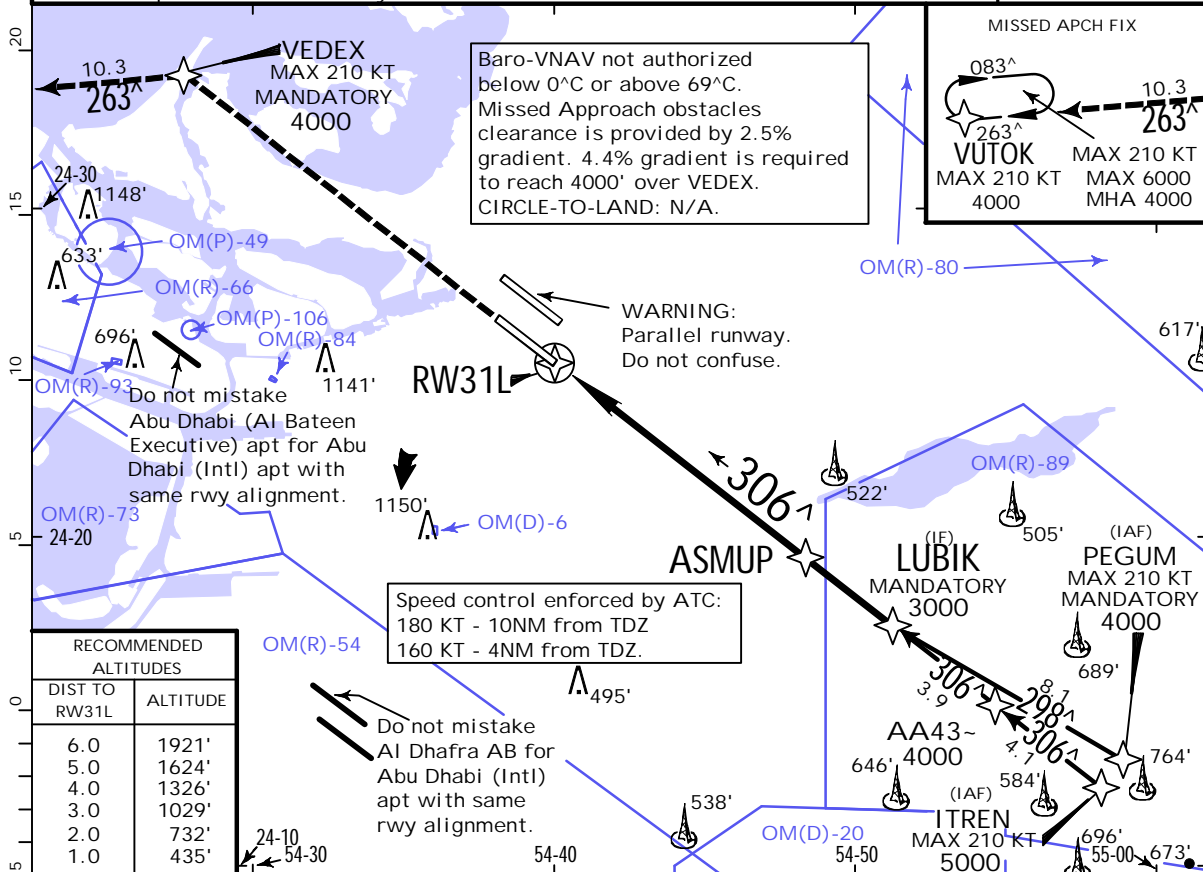 20
VEDEX
MAX 210 KT
MANDATORY
4000
10.3
263^
Baro-VNAV not authorized
below 0^C or above 69^C.
Missed Approach obstacles
clearance is provided by 2.5%
gradient. 4.4% gradient is required
to reach 4000' over VEDEX.
CIRCLE-TO-LAND: N/A.
MISSED APCH FIX
083^
10.3
263^
263^
VUTOK
MAX 210 KT
4000
MAX 210 KT
MAX 6000
MHA 4000
24-30
1148'
15
OM(P)-49
633'
OM(R)-66
OM(R)-80
OM(P)-106
696'
OM(R)-84
WARNING:
Parallel runway.
Do not confuse.
617'
10
OM(R)-93
1141'
RW31L
Do not mistake
Abu Dhabi (Al Bateen
Executive) apt for Abu
Dhabi (Intl) apt with
same rwy alignment.
306^
522'
OM(R)-89
505'
1150'
OM(D)-6
OM(R)-73
24-20
5
ASMUP
(IF)
LUBIK
MANDATORY
3000
(IAF)
PEGUM
MAX 210 KT
MANDATORY
4000
Speed control enforced by ATC:
180 KT - 10NM from TDZ
160 KT - 4NM from TDZ.
OM(R)-54
689'
495'
306^
3.9
8.1
298^
306^
4.1
AA43~
4000
764'
646'
584'
(IAF)
ITREN
MAX 210 KT
5000
RECOMMENDED
ALTITUDES
DIST TO
RW31L
ALTITUDE
6.0 1921'
5.0 1624'
4.0 1326'
3.0 1029'
2.0 732'
1.0 435'
0
Do not mistake
Al Dhafra AB for
Abu Dhabi (Intl)
apt with same
rwy alignment.
538'
OM(D)-20
696'
673'
5
24-10
54-30
54-40
54-50
55-00